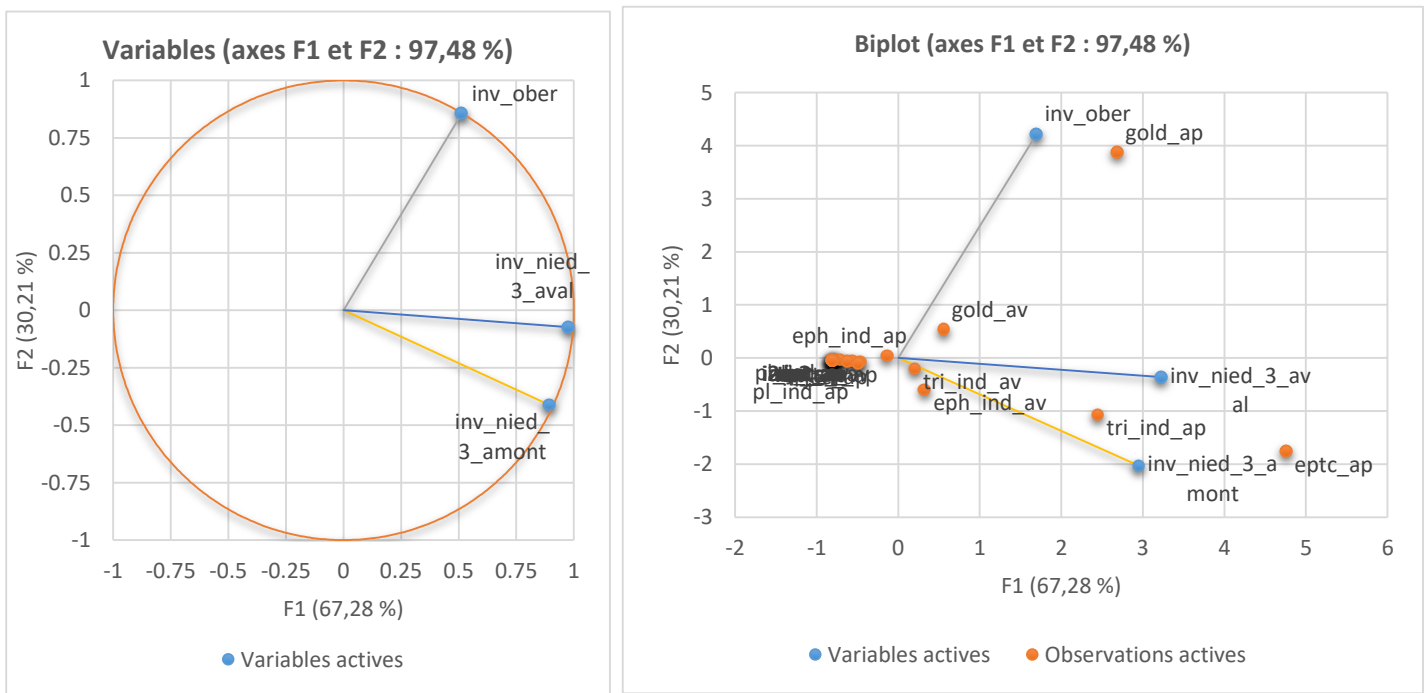 Variables (axes F1 et F2 : 97,48 %)
1
0.75
0.5
0.25
0
-0.25
-0.5
-0.75
-1
F2 (30,21 %)
inv_ober
inv_nied_
3_aval
inv_nied_
3_amont
-1
-0.75
-0.5
-0.25
0
0.25
0.5
0.75
1
F1 (67,28 %)
Variables actives
Biplot (axes F1 et F2 : 97,48 %)
5
4
3
2
1
0
-1
-2
-3
F2 (30,21 %)
inv_ober
gold_ap
gold_av
eph_ind_ap
pl_ind_ap
tri_ind_av
eph_ind_av
inv_nied_3_av
al
tri_ind_ap
inv_nied_3_a
mont
eptc_ap
-2
-1
0
1
2
3
4
5
6
F1 (67,28 %)
Variables actives
Observations actives